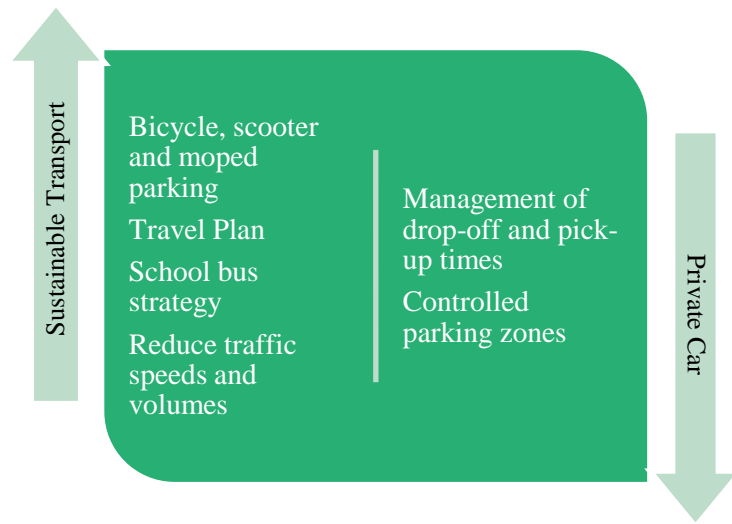 Sustainable Transport
Bicycle, scooter
and moped
parking
Travel Plan
School bus
strategy
Reduce traffic
speeds and
volumes
Management of
drop-off and pick-
up times
Controlled
parking zones
Private Car